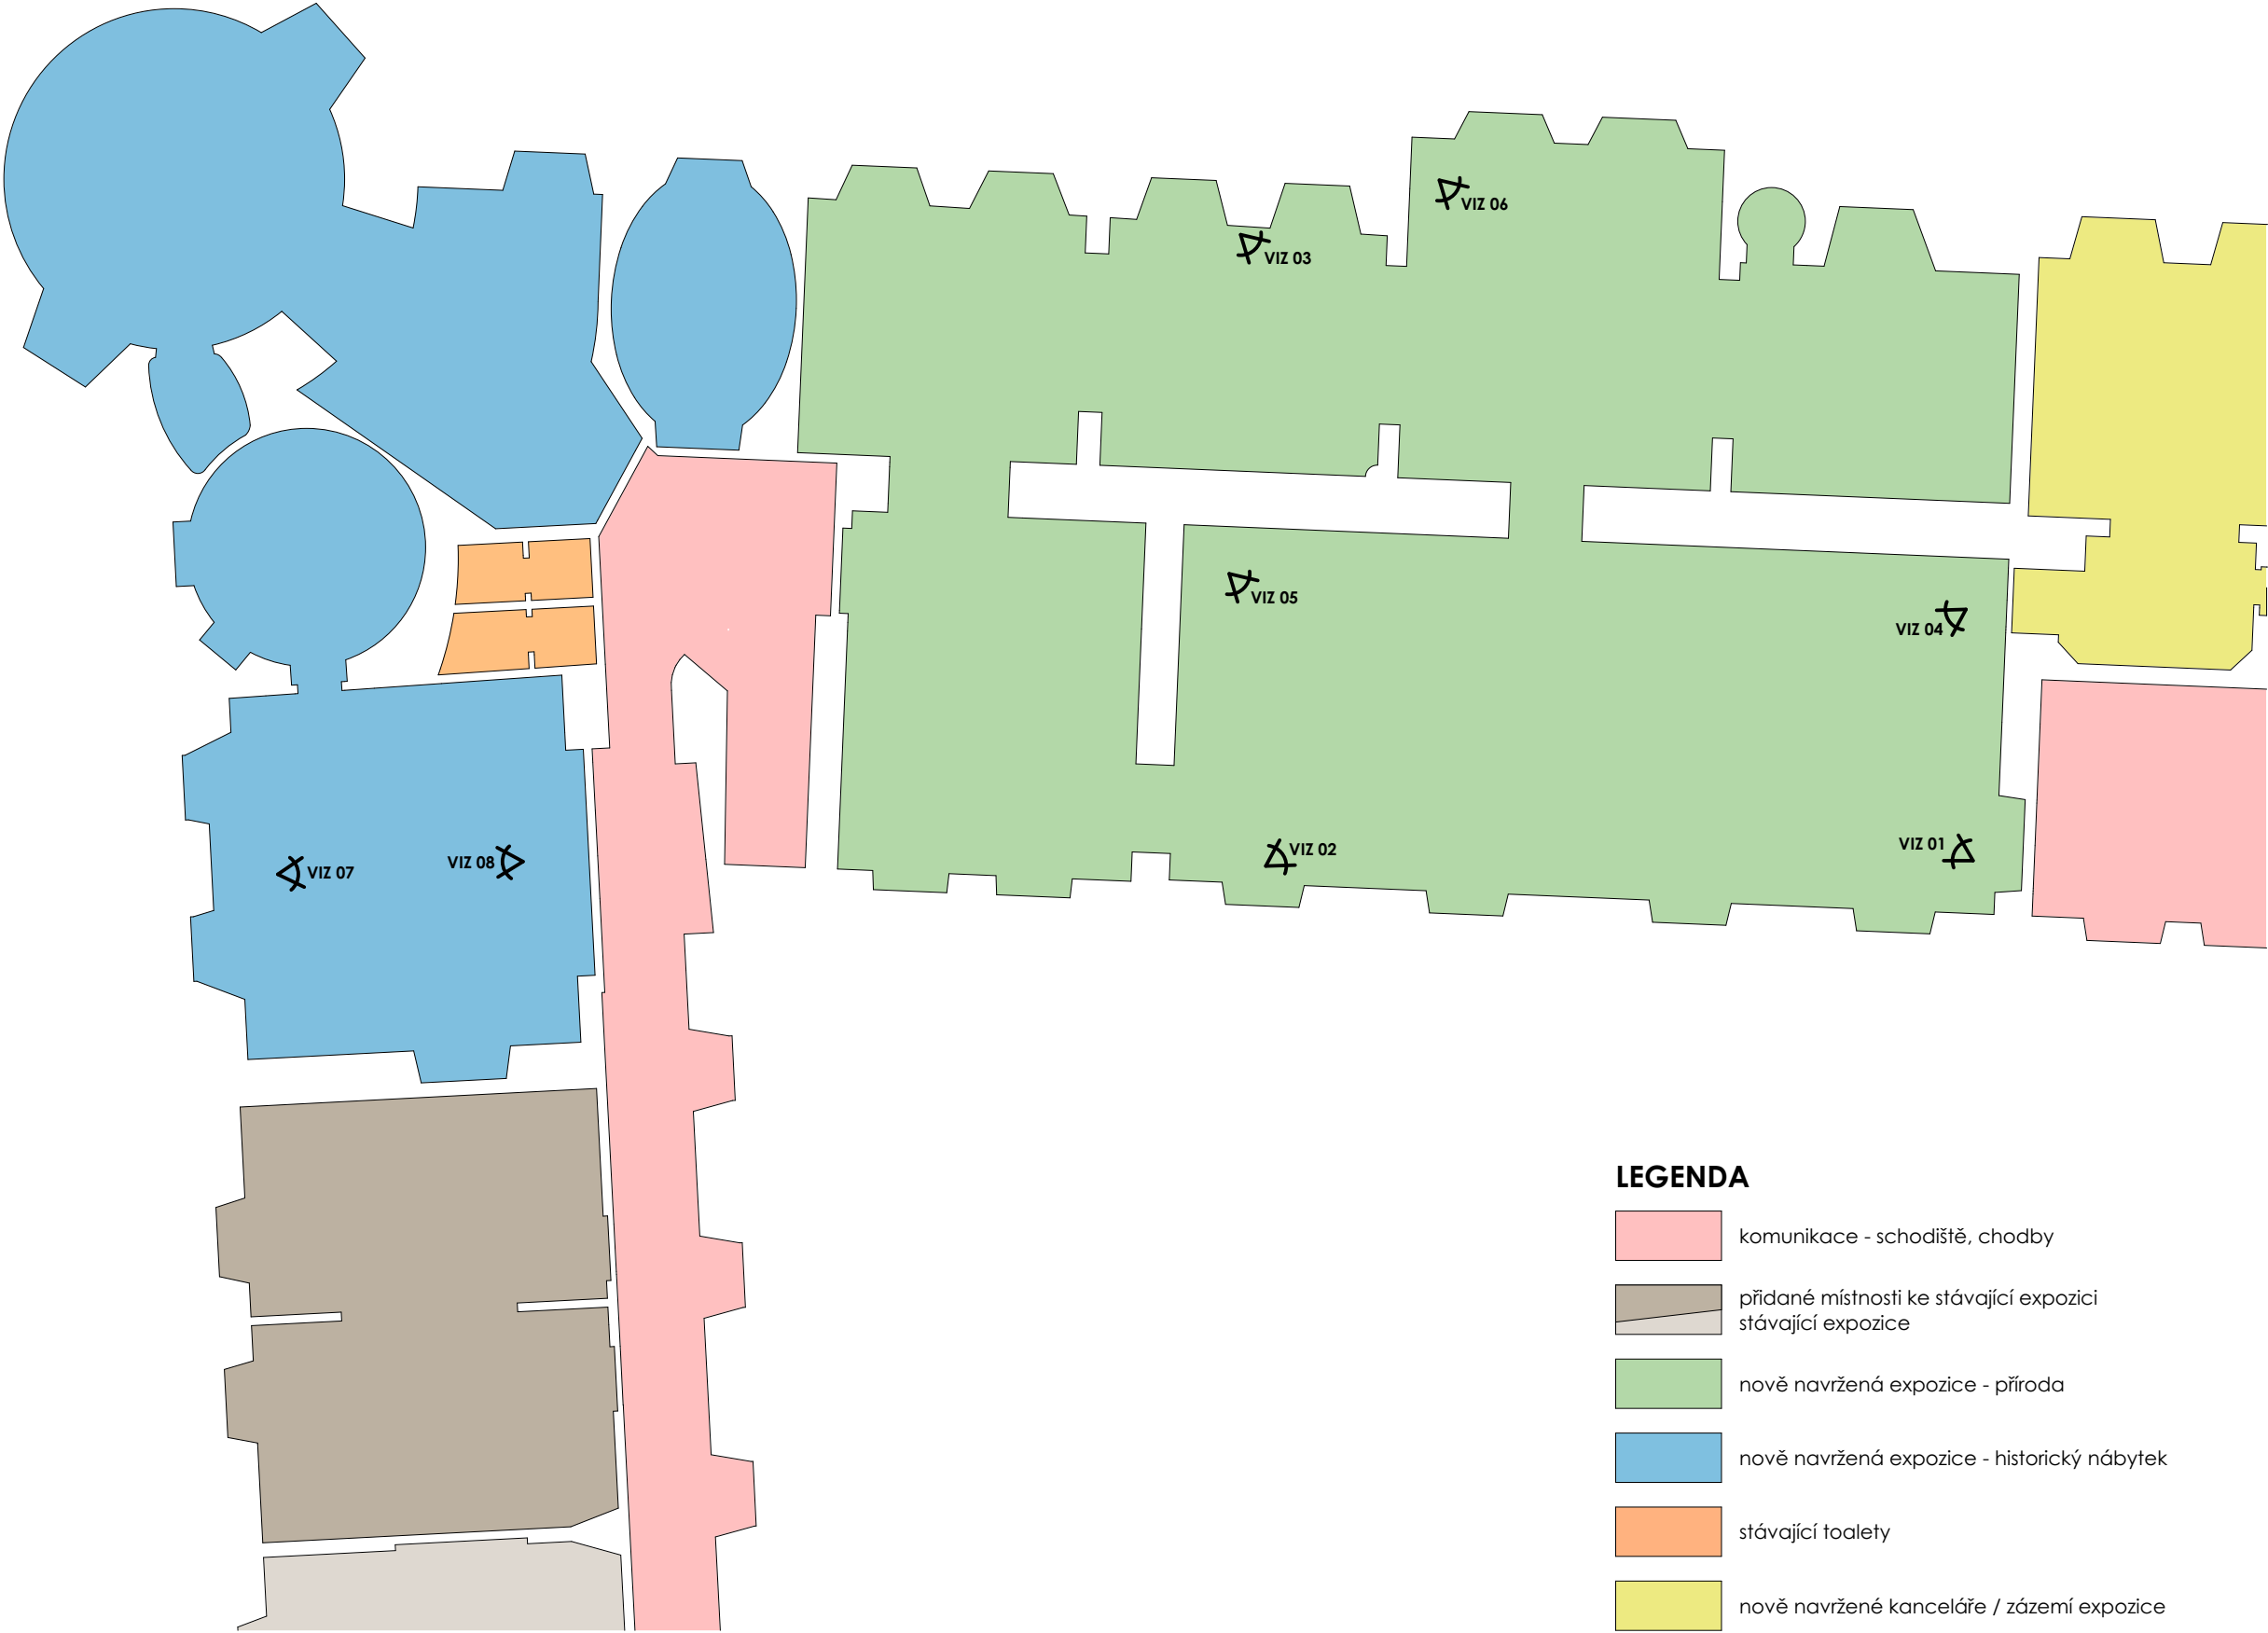 VIZ 06
VIZ 03
VIZ 05
VIZ 04
VIZ 02
VIZ 01
VIZ 07
VIZ 08
LEGENDA
komunikace - schodiště, chodby
přidané místnosti ke stávající expozici
stávající expozice
nově navržená expozice - příroda
nově navržená expozice - historický nábytek
stávající toalety
nově navržené kanceláře / zázemí expozice